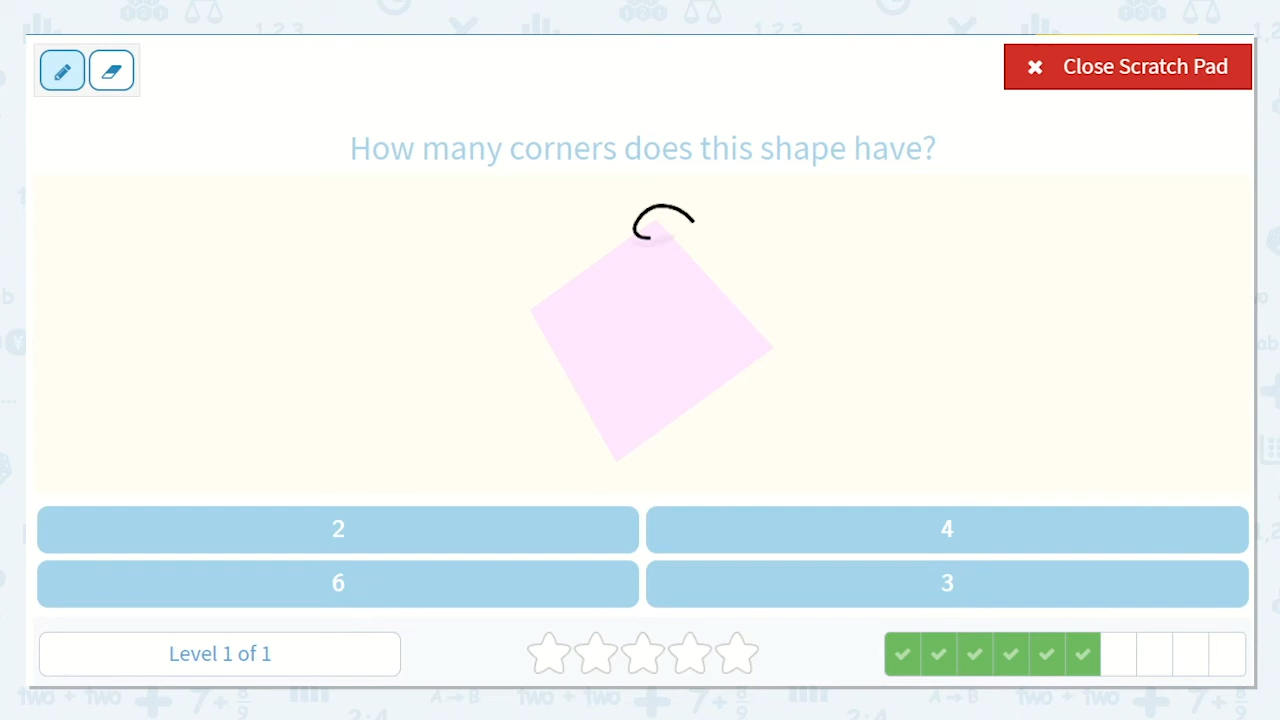 Close Scratch Pad
How many corners does this shape have?
2
4
6
3
Level 1 of 1